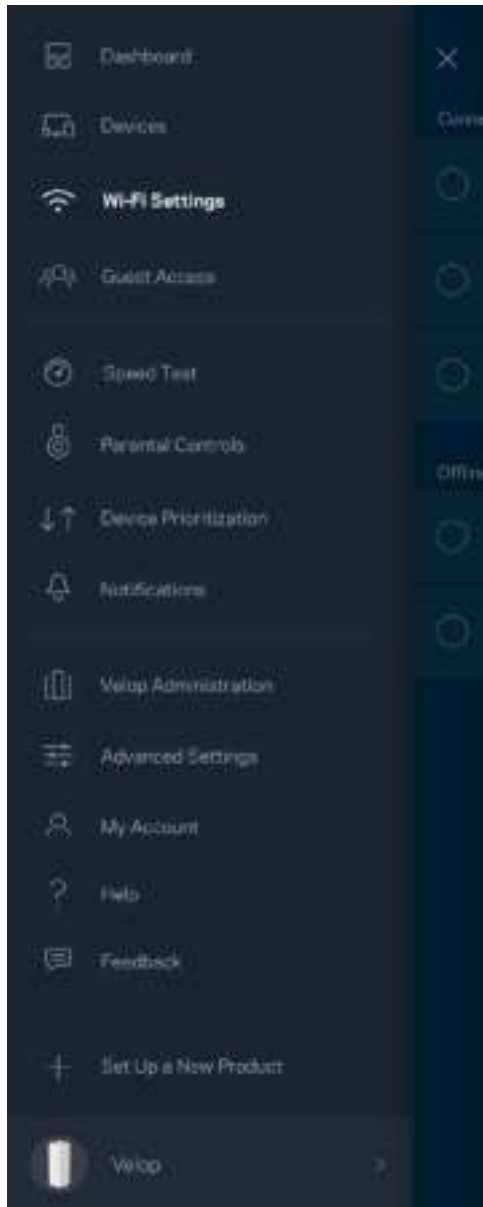 Dashboard
Devices
Wi-Fi Settings
Guest Access
Speed Test
Parental Controls
Device Prioritization
Notifications
Velop Administration
Advanced Settings
My Account
? Help
Feedback
+ Set Up a New Product
Velop >